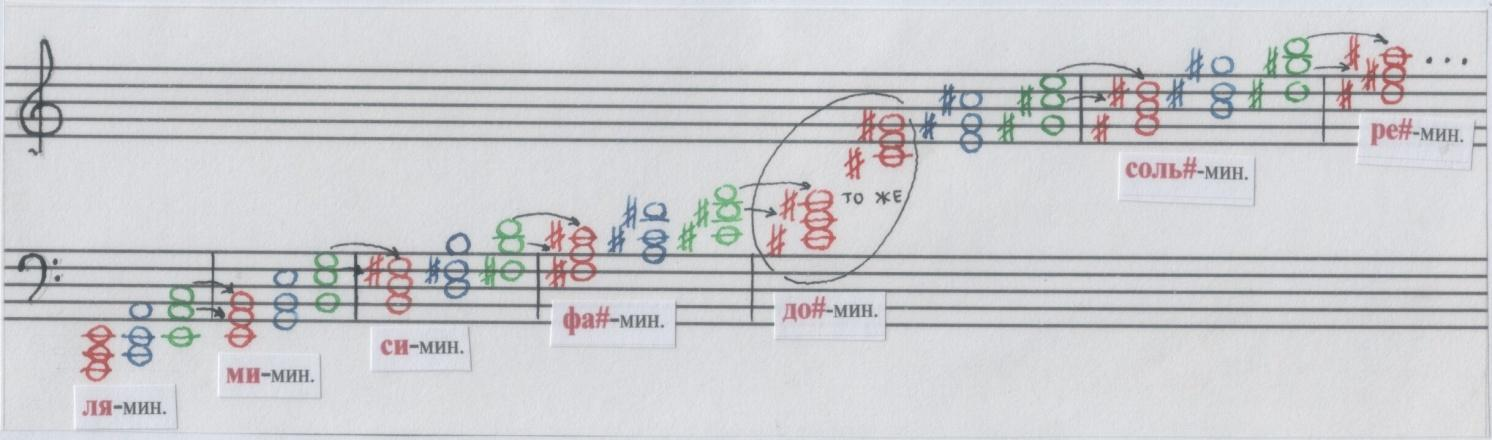 ля-мин.
ми-мин.
си-мин.
фа#-мин.
до#-мин.
то же
соль#-мин.
ре#-мин.
...